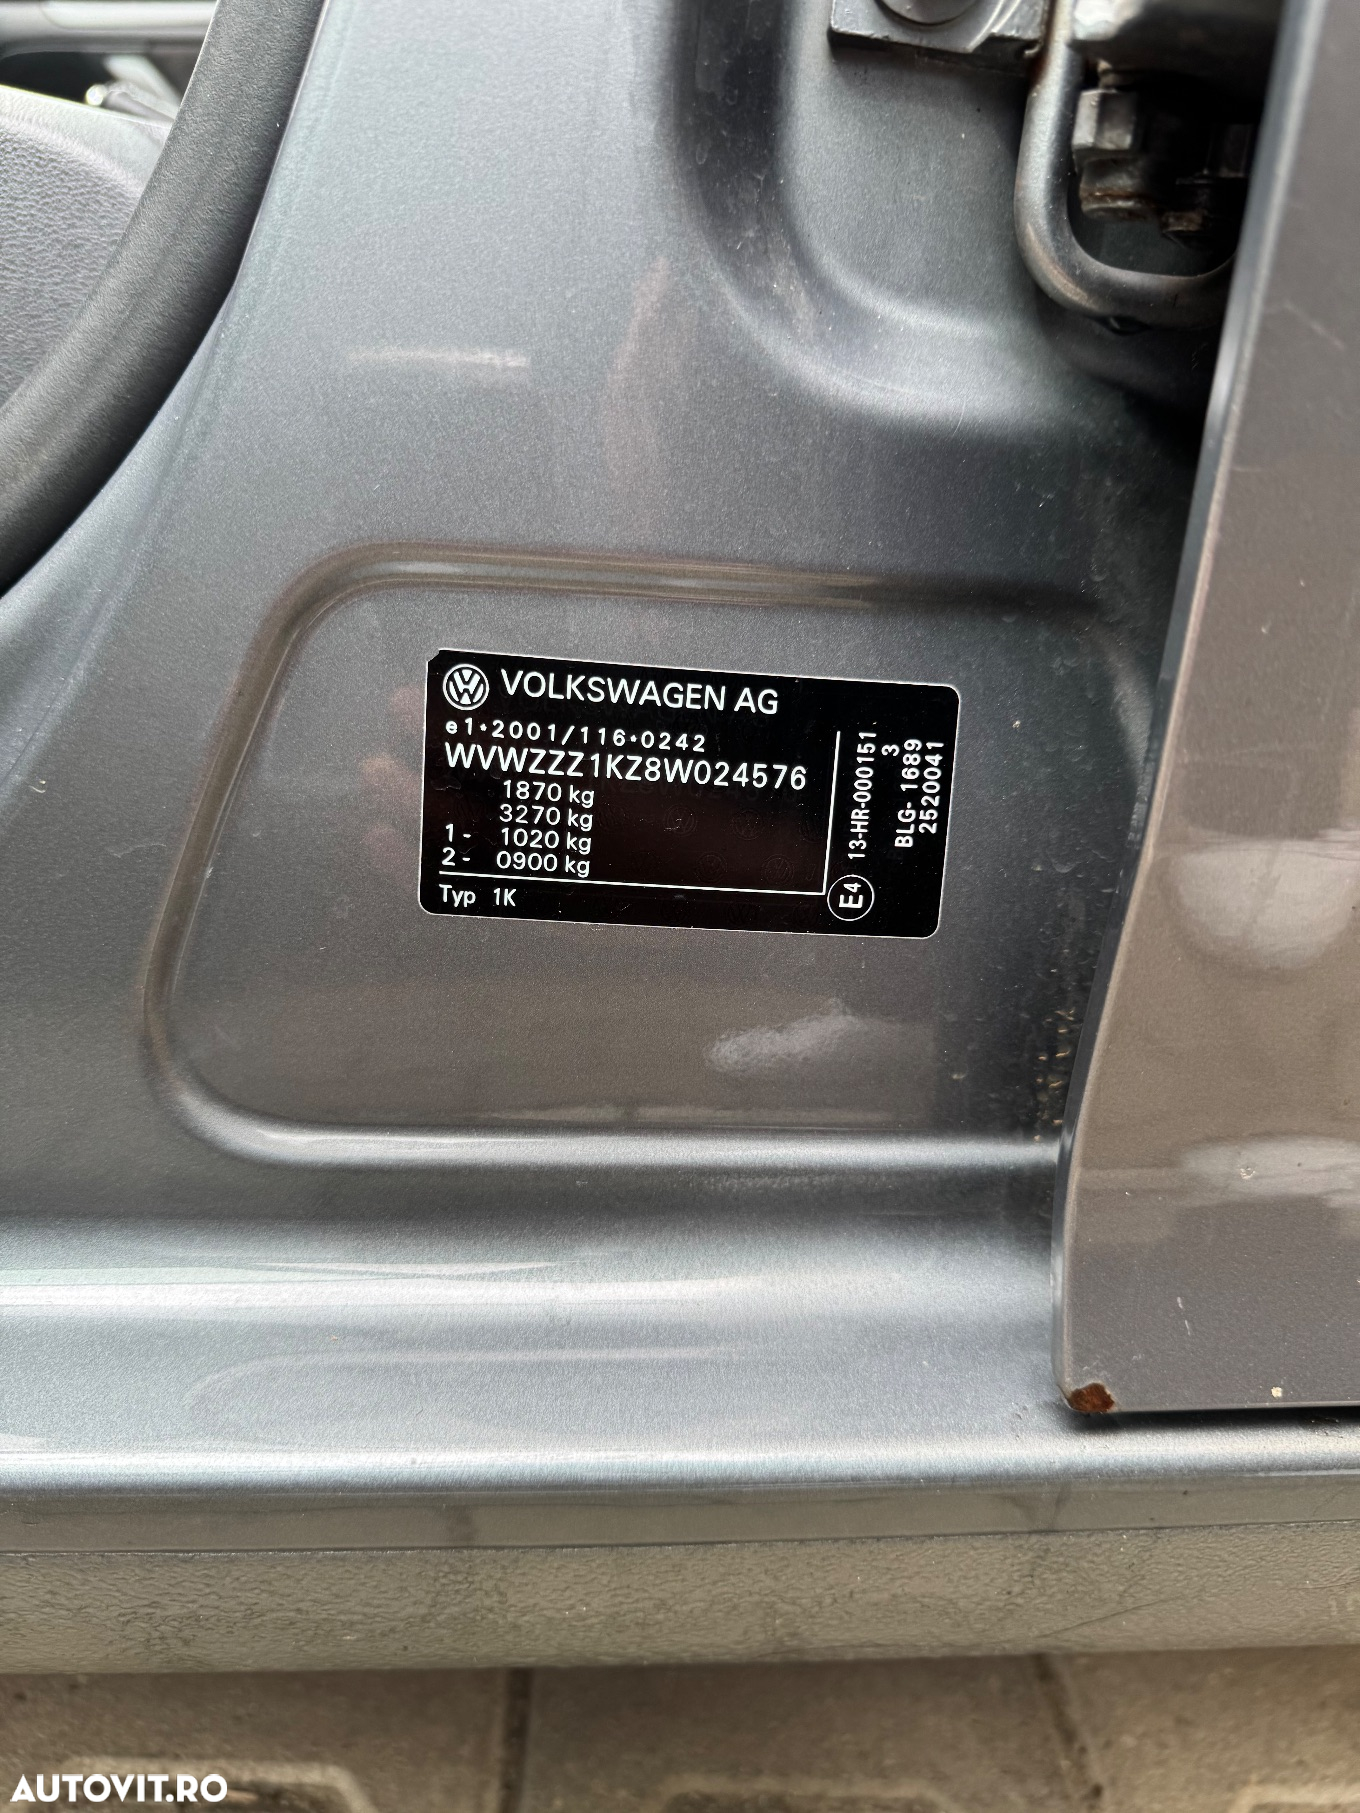 VOLKSWAGEN AG
e1*2001/116*0242
WVWZZZ1KZ8W024576
1870 kg
3270 kg
1- 1020 kg
2- 0900 kg
Typ 1K
E4 13-HR-000151
3
BLG- 1689
2520041
AUTOVIT.RO